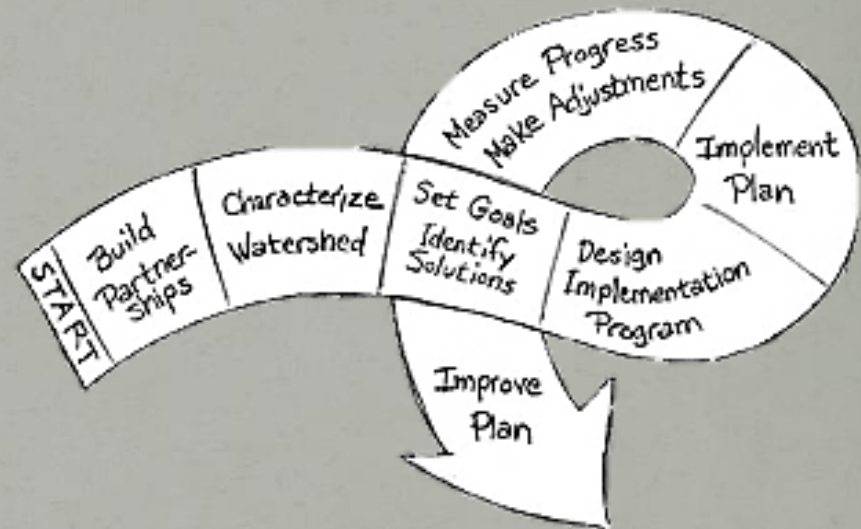 START
Build
Partner-
ships
Characterize
Watershed
Set Goals
Identify
Solutions
Design
Implementation
Program
Implement
Plan
Measure Progress
Make Adjustments
Improve
Plan